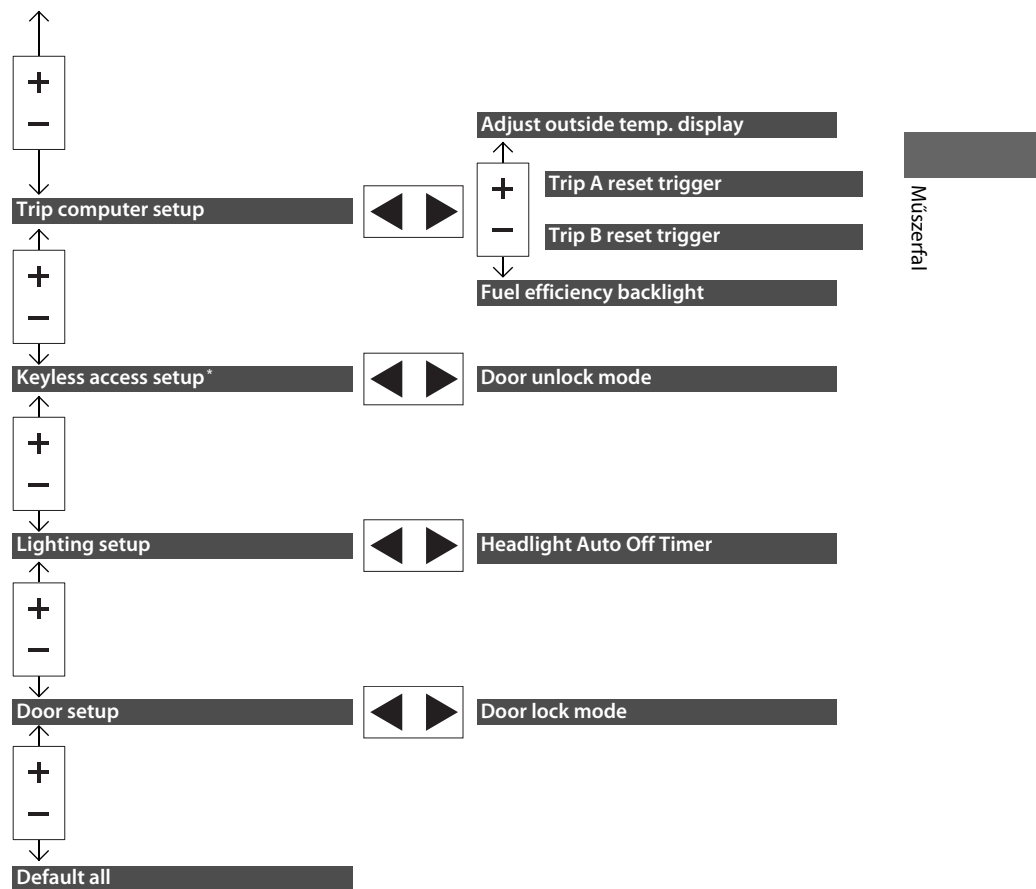 Adjust outside temp. display
Trip A reset trigger
Trip computer setup
Trip B reset trigger
Fuel efficiency backlight
Keyless access setup*
Door unlock mode
Lighting setup
Headlight Auto Off Timer
Door setup
Door lock mode
Default all
Műszerfal